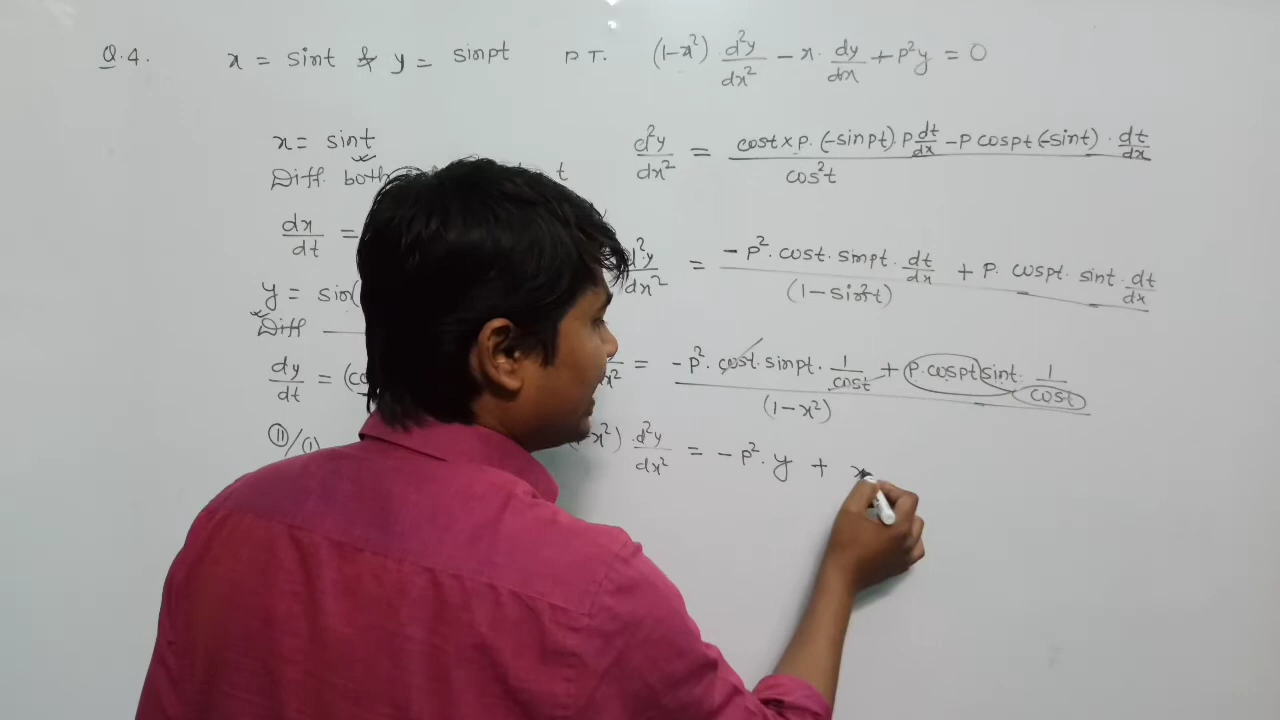 Q.4. x = sint & y = sinpt P.T. (1-x²) · d²y/dx² - x · dy/dx + p²y = 0
x = sint
Diff. both t
dx/dt =
y = sin(
Diff
dy/dt = (co
(II)/(I)
d²y/dx² = cost x p · (-sinpt) · p dt/dx - p cospt (-sint) · dt/dx / cos²t
d²y/dx² = - p² · cost · sinpt · dt/dx + p · cospt · sint · dt/dx / (1 - sin²t)
x² = - p² · cost · sinpt · 1/cost + p · cospt sint · 1/cost / (1 - x²)
-x²) · d²y/dx² = - p² · y + x